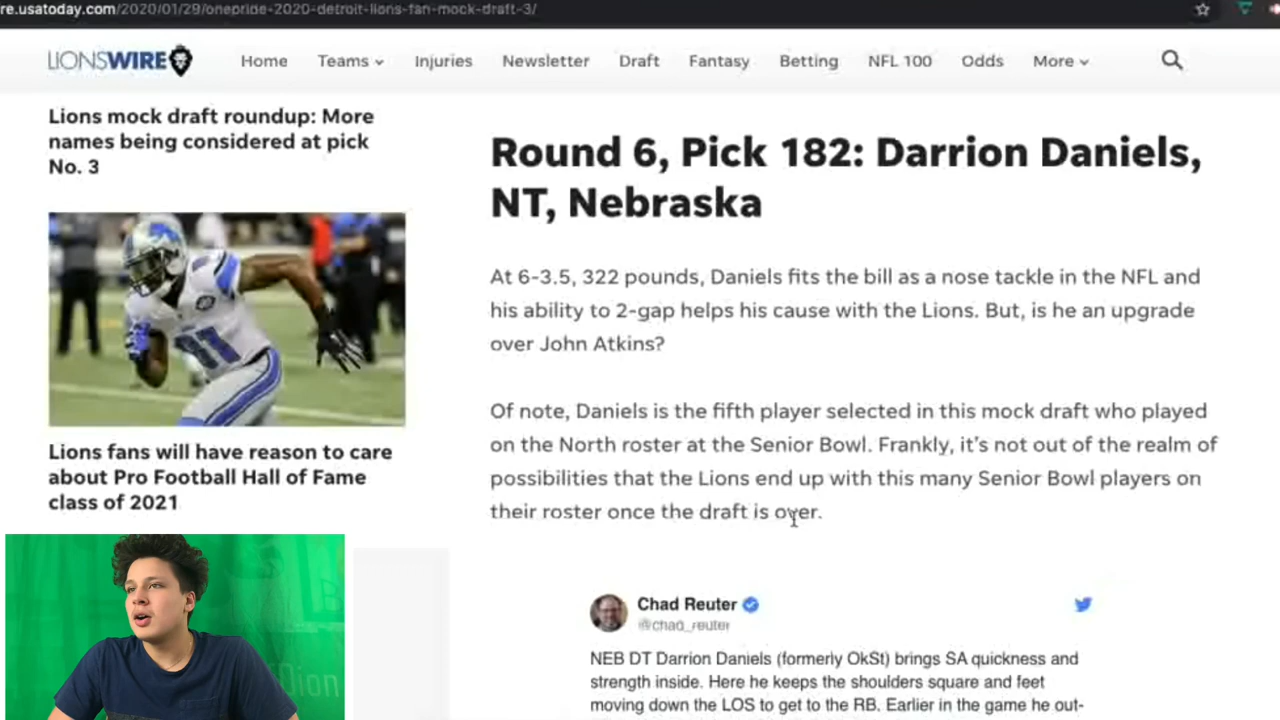 re.usatoday.com/2020/01/29/onepride-2020-detroit-lions-fan-mock-draft-3/
LIONSWIRE
Home Teams Injuries Newsletter Draft Fantasy Betting NFL 100 Odds More
Lions mock draft roundup: More
names being considered at pick
No. 3
Lions fans will have reason to care
about Pro Football Hall of Fame
class of 2021
Round 6, Pick 182: Darrion Daniels,
NT, Nebraska
At 6-3.5, 322 pounds, Daniels fits the bill as a nose tackle in the NFL and
his ability to 2-gap helps his cause with the Lions. But, is he an upgrade
over John Atkins?
Of note, Daniels is the fifth player selected in this mock draft who played
on the North roster at the Senior Bowl. Frankly, it's not out of the realm of
possibilities that the Lions end up with this many Senior Bowl players on
their roster once the draft is over.
Chad Reuter
@chad_reuter
NEB DT Darrion Daniels (formerly OkSt) brings SA quickness and
strength inside. Here he keeps the shoulders square and feet
moving down the LOS to get to the RB. Earlier in the game he out-